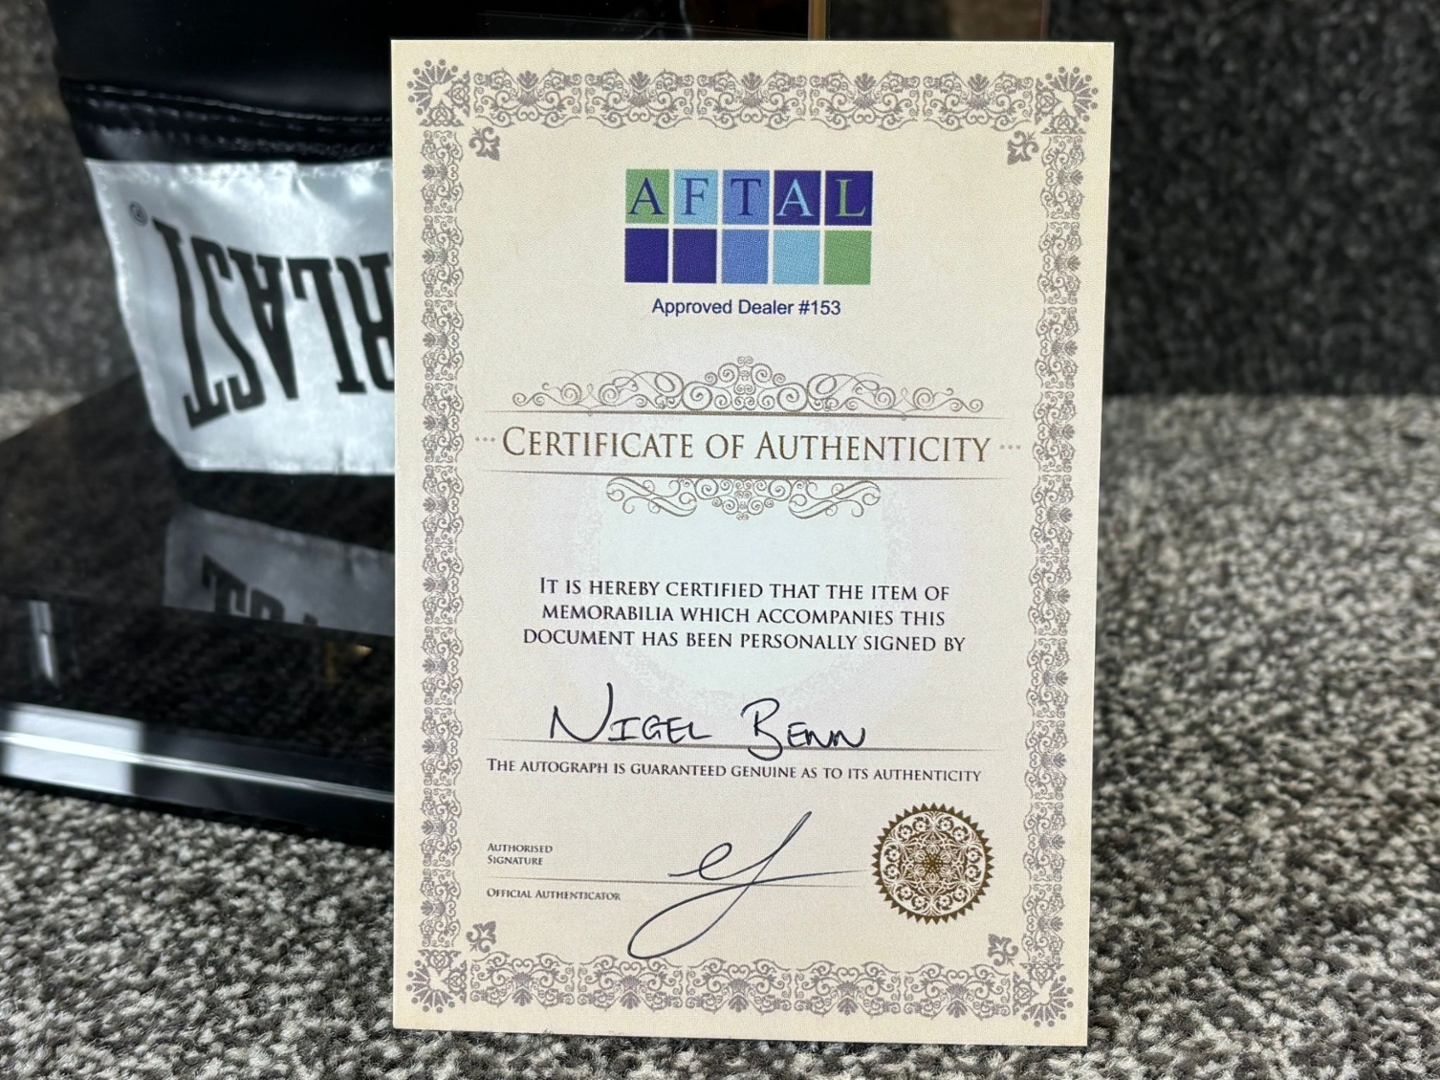 AFTAL
Approved Dealer #153
CERTIFICATE OF AUTHENTICITY
IT IS HEREBY CERTIFIED THAT THE ITEM OF
MEMORABILIA WHICH ACCOMPANIES THIS
DOCUMENT HAS BEEN PERSONALLY SIGNED BY
NIGEL BENN
THE AUTOGRAPH IS GUARANTEED GENUINE AS TO ITS AUTHENTICITY
AUTHORISED
SIGNATURE
OFFICIAL AUTHENTICATOR
RLAST®